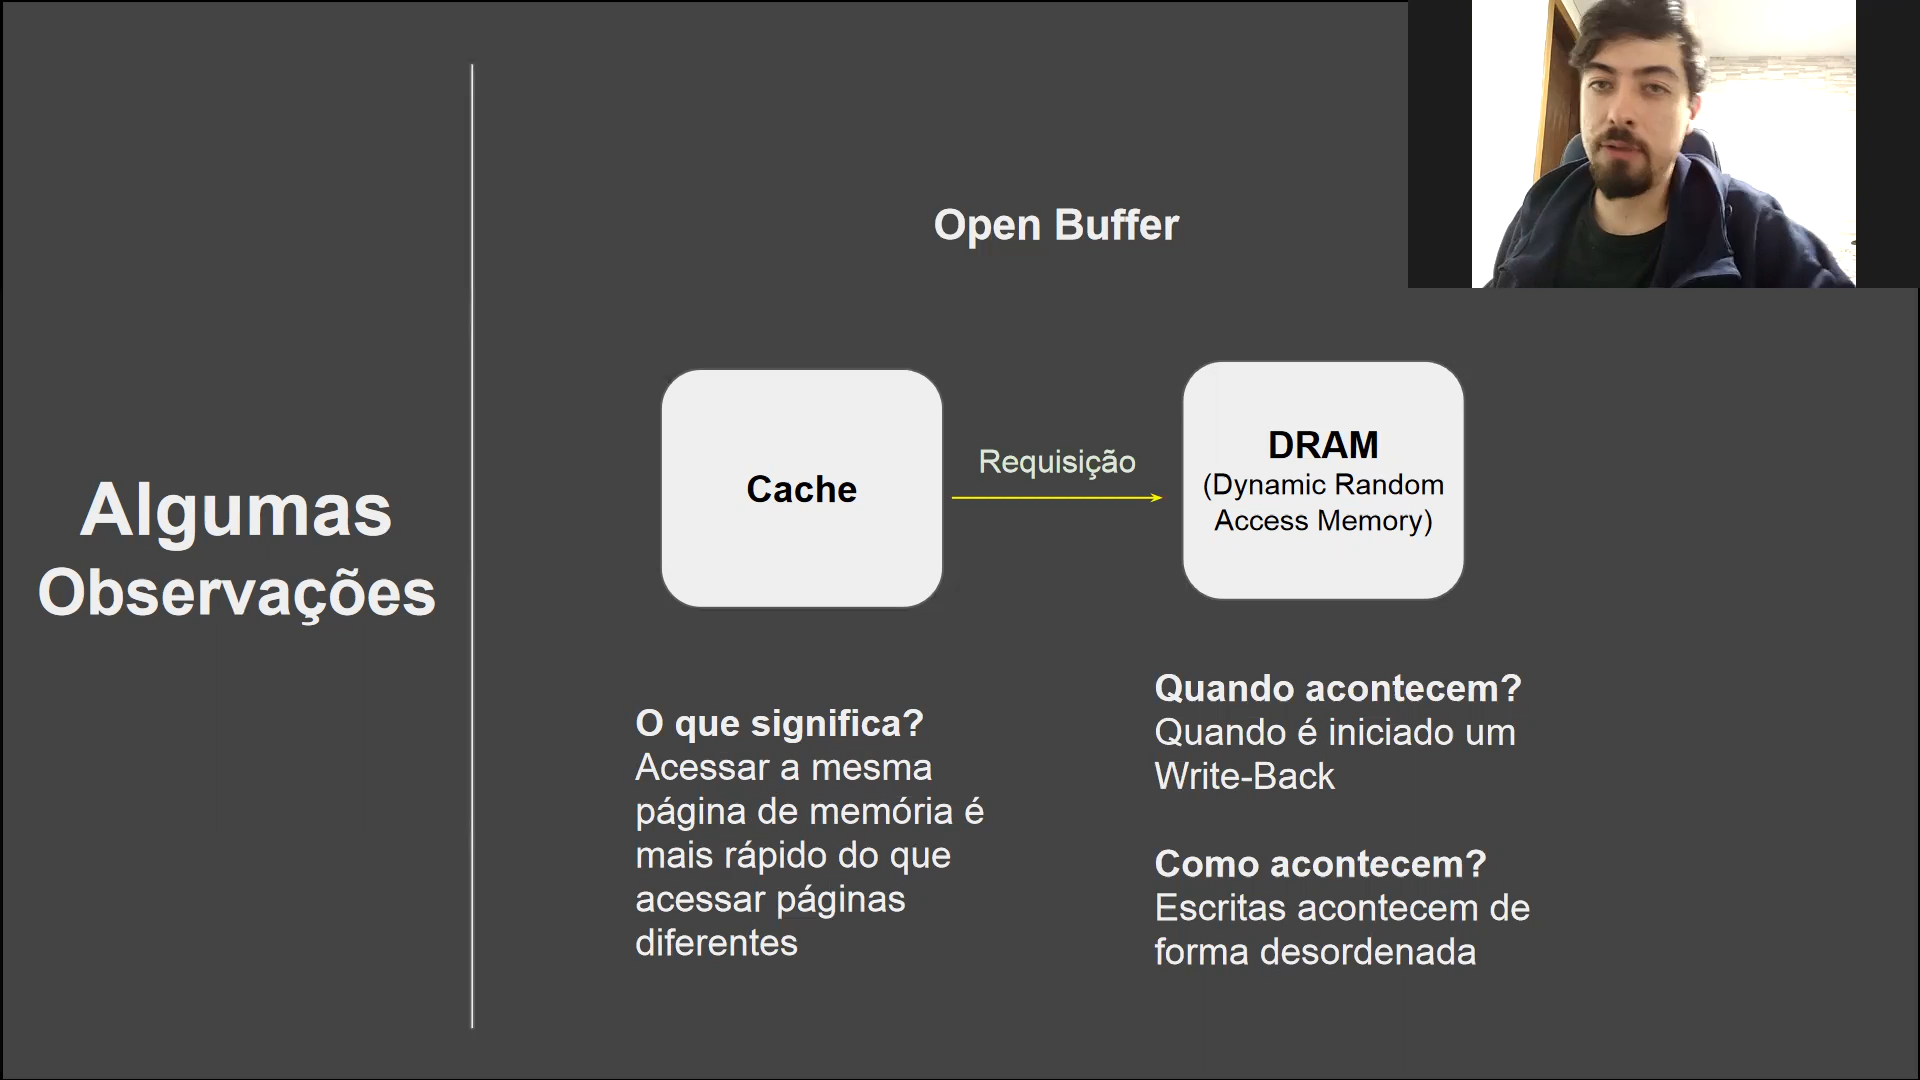 Algumas
Observações
Open Buffer
Cache
Requisição
DRAM
(Dynamic Random
Access Memory)
O que significa?
Acessar a mesma
página de memória é
mais rápido do que
acessar páginas
diferentes
Quando acontecem?
Quando é iniciado um
Write-Back
Como acontecem?
Escritas acontecem de
forma desordenada